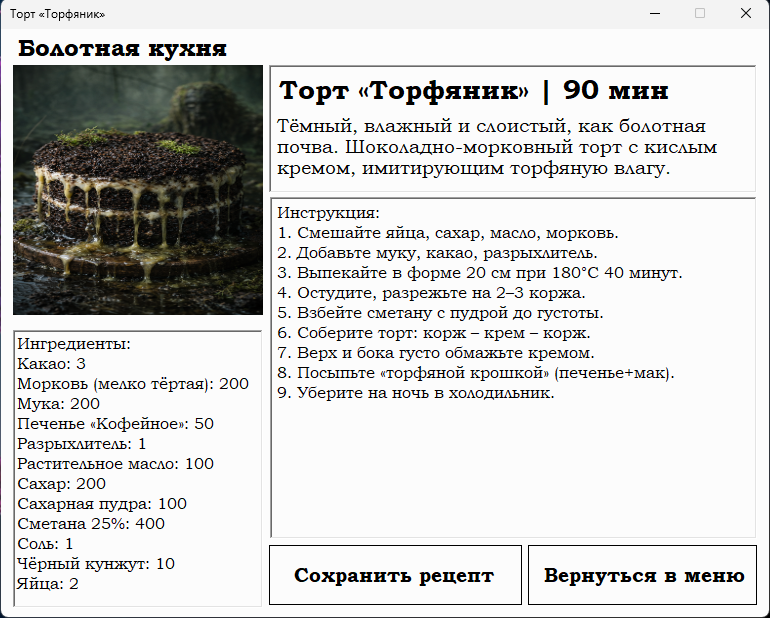 Торт «Торфяник»
Болотная кухня
Торт «Торфяник» | 90 мин
Тёмный, влажный и слоистый, как болотная
почва. Шоколадно-морковный торт с кислым
кремом, имитирующим торфяную влагу.
Инструкция:
1. Смешайте яйца, сахар, масло, морковь.
2. Добавьте муку, какао, разрыхлитель.
3. Выпекайте в форме 20 см при 180°C 40 минут.
4. Остудите, разрежьте на 2–3 коржа.
5. Взбейте сметану с пудрой до густоты.
6. Соберите торт: корж – крем – корж.
7. Верх и бока густо обмажьте кремом.
8. Посыпьте «торфяной крошкой» (печенье+мак).
9. Уберите на ночь в холодильник.
Ингредиенты:
Какао: 3
Морковь (мелко тёртая): 200
Мука: 200
Печенье «Кофейное»: 50
Разрыхлитель: 1
Растительное масло: 100
Сахар: 200
Сахарная пудра: 100
Сметана 25%: 400
Соль: 1
Чёрный кунжут: 10
Яйца: 2
Сохранить рецепт
Вернуться в меню